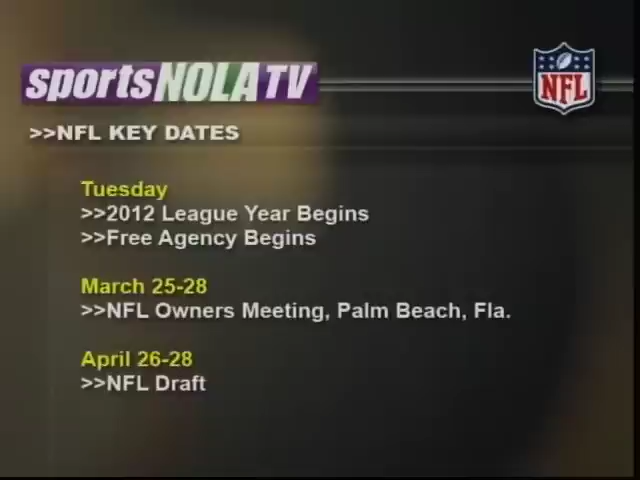 sportsNOLATV
NFL
>>NFL KEY DATES
Tuesday
>>2012 League Year Begins
>>Free Agency Begins
March 25-28
>>NFL Owners Meeting, Palm Beach, Fla.
April 26-28
>>NFL Draft